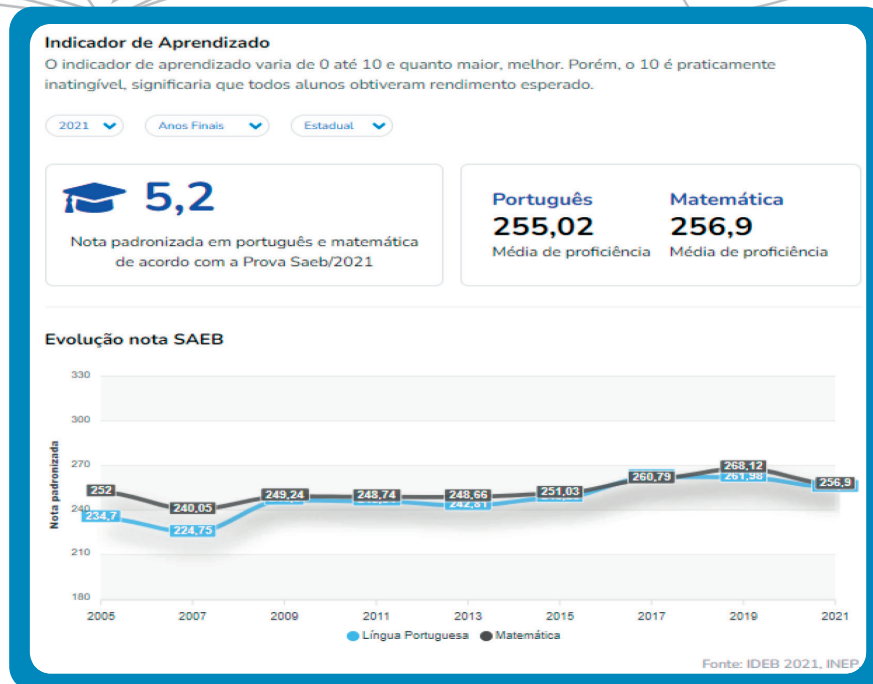 Indicador de Aprendizado
O indicador de aprendizado varia de 0 até 10 e quanto maior, melhor. Porém, o 10 é praticamente
inatingível, significaria que todos alunos obtiveram rendimento esperado.
2021 Anos Finais Estadual
5,2
Nota padronizada em português e matemática
de acordo com a Prova Saeb/2021
Português Matemática
255,02 256,9
Média de proficiência Média de proficiência
Evolução nota SAEB
Nota padronizada
330
300
270
240
210
180
252 240,05 249,24 248,74 248,66 251,03 260,79 268,12 256,9
234,7 224,75 242,81 261,98
2005 2007 2009 2011 2013 2015 2017 2019 2021
Língua Portuguesa Matemática
Fonte: IDEB 2021, INEP